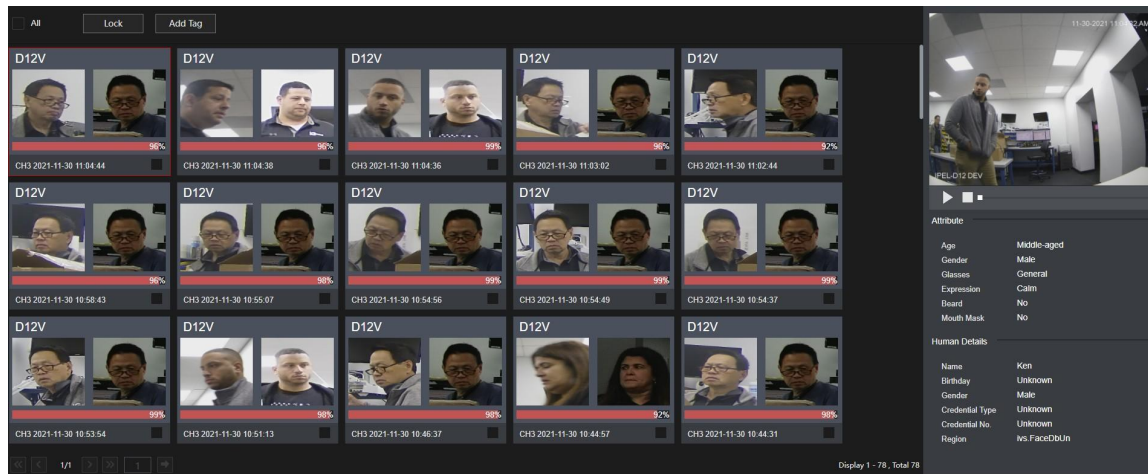 All
Lock
Add Tag
D12V D12V D12V D12V D12V
96% 96% 99% 96% 92%
CH3 2021-11-30 11:04:44 CH3 2021-11-30 11:04:38 CH3 2021-11-30 11:04:36 CH3 2021-11-30 11:03:02 CH3 2021-11-30 11:02:44
D12V D12V D12V D12V D12V
96% 98% 99% 99% 99%
CH3 2021-11-30 10:58:43 CH3 2021-11-30 10:55:07 CH3 2021-11-30 10:54:56 CH3 2021-11-30 10:54:49 CH3 2021-11-30 10:54:37
D12V D12V D12V D12V D12V
99% 98% 98% 92% 98%
CH3 2021-11-30 10:53:54 CH3 2021-11-30 10:51:13 CH3 2021-11-30 10:46:37 CH3 2021-11-30 10:44:57 CH3 2021-11-30 10:44:31
1/1
1
Display 1 - 78 , Total 78
11-30-2021
IPEL-D12 DEV
Attribute
Age Middle-aged
Gender Male
Glasses General
Expression Calm
Beard No
Mouth Mask No
Human Details
Name Ken
Birthday Unknown
Gender Male
Credential Type Unknown
Credential No. Unknown
Region ivs.FaceDbUn